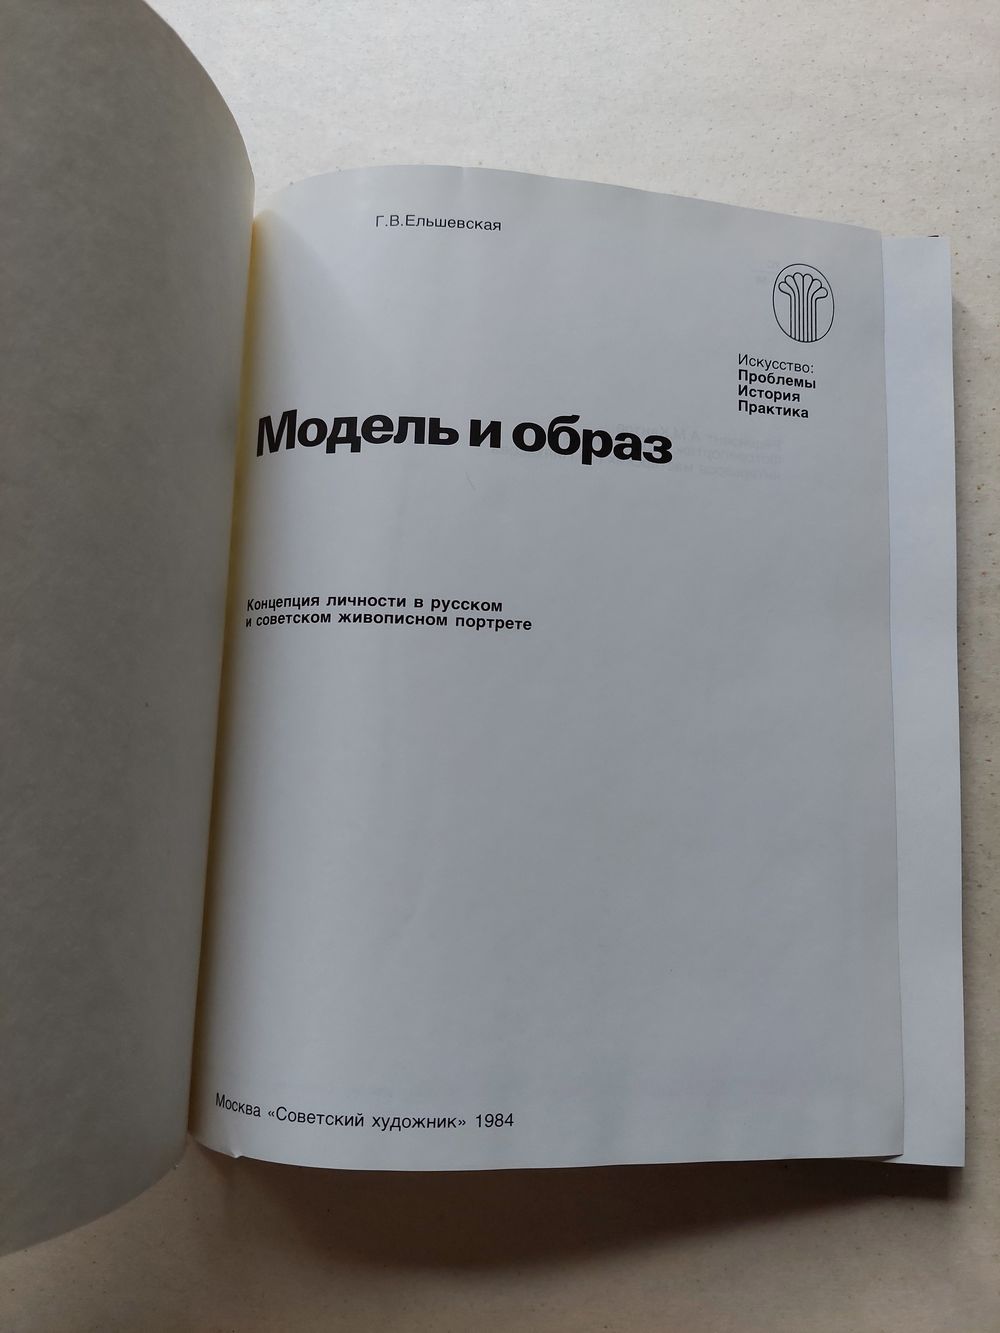 Г.В.Ельшевская
Искусство:
Проблемы
История
Практика
Модель и образ
Концепция личности в русском
и советском живописном портрете
Москва «Советский художник» 1984